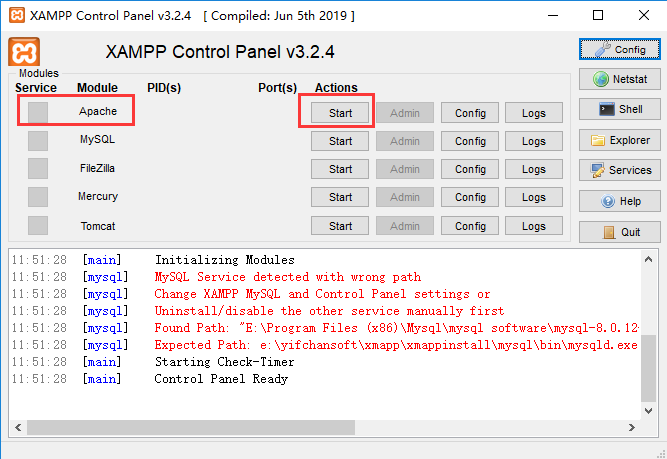 XAMPP Control Panel v3.2.4 [ Compiled: Jun 5th 2019 ]
XAMPP Control Panel v3.2.4
Config
Modules
Service Module PID(s) Port(s) Actions
Netstat
Apache Start Admin Config Logs
Shell
MySQL Start Admin Config Logs
Explorer
FileZilla Start Admin Config Logs
Services
Mercury Start Admin Config Logs
Help
Tomcat Start Admin Config Logs
Quit
11:51:28 [main] Initializing Modules
11:51:28 [mysql] MySQL Service detected with wrong path
11:51:28 [mysql] Change XAMPP MySQL and Control Panel settings or
11:51:28 [mysql] Uninstall/disable the other service manually first
11:51:28 [mysql] Found Path: "E:\Program Files (x86)\Mysql\mysql software\mysql-8.0.12-
11:51:28 [mysql] Expected Path: e:\yifchansoft\xmapp\xmappinstall\mysql\bin\mysqld.exe
11:51:28 [main] Starting Check-Timer
11:51:28 [main] Control Panel Ready